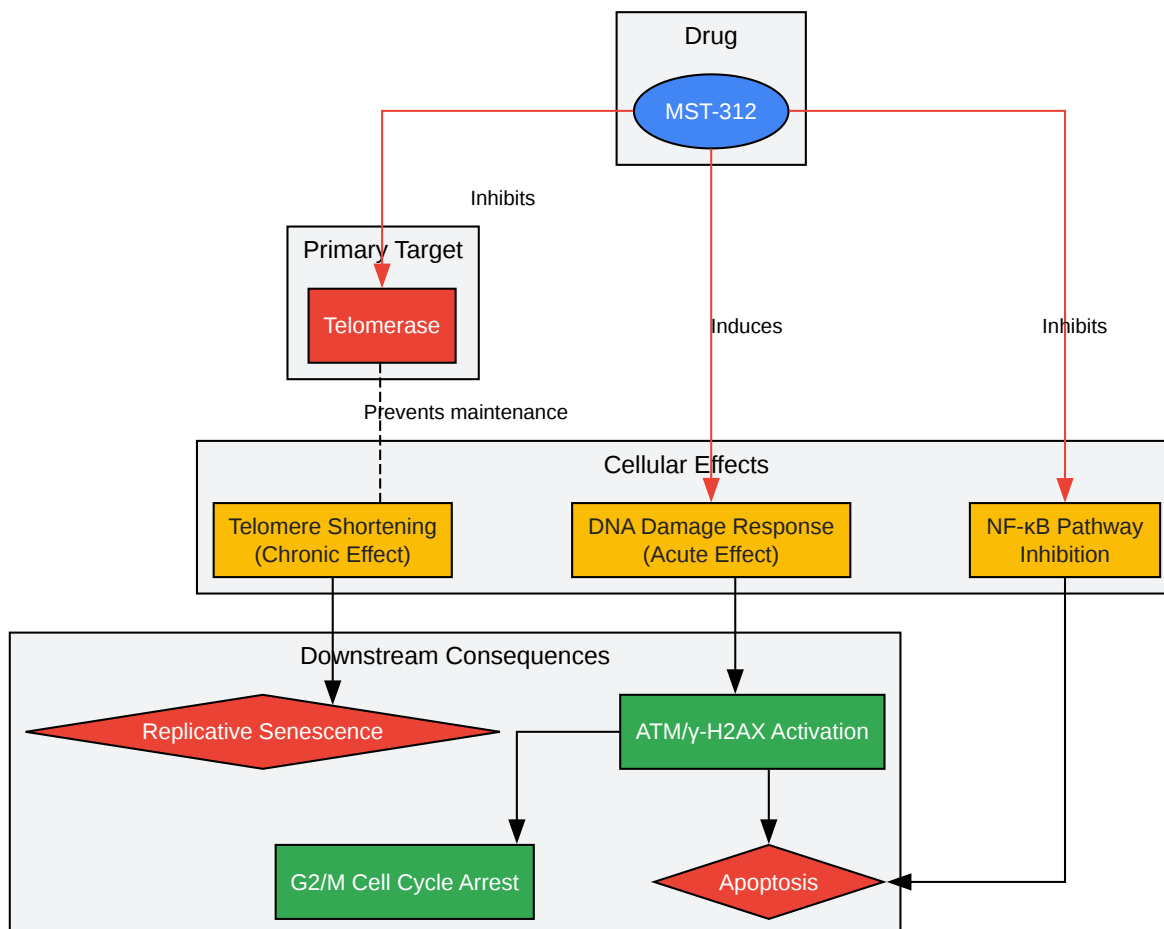 Drug
MST-312
Inhibits
Primary Target
Telomerase
Induces
Inhibits
Prevents maintenance
Cellular Effects
Telomere Shortening
(Chronic Effect)
DNA Damage Response
(Acute Effect)
NF-κB Pathway
Inhibition
Downstream Consequences
Replicative Senescence
ATM/γ-H2AX Activation
G2/M Cell Cycle Arrest
Apoptosis